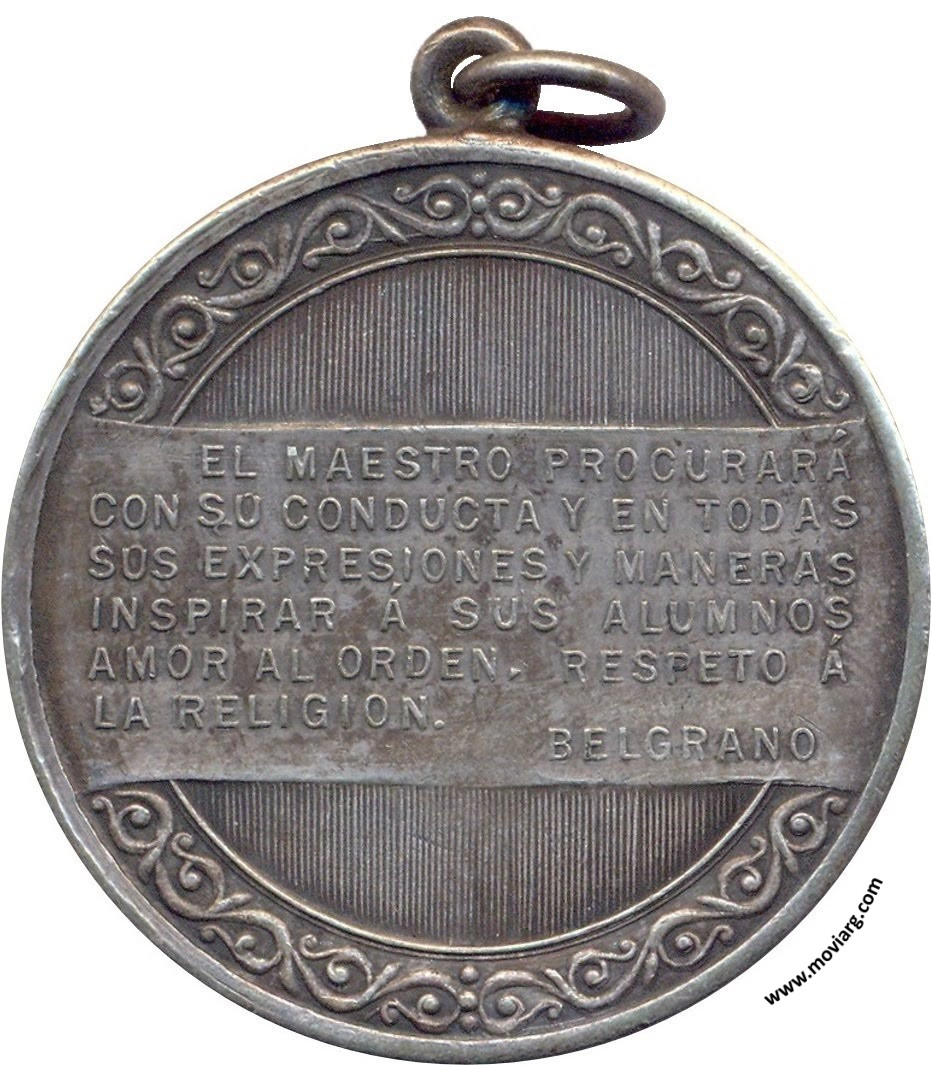 EL MAESTRO PROCURARÁ
CON SU CONDUCTA Y EN TODAS
SUS EXPRESIONES Y MANERAS
INSPIRAR Á SUS ALUMNOS
AMOR AL ORDEN, RESPETO Á
LA RELIGION.
BELGRANO
www.moviarg.com